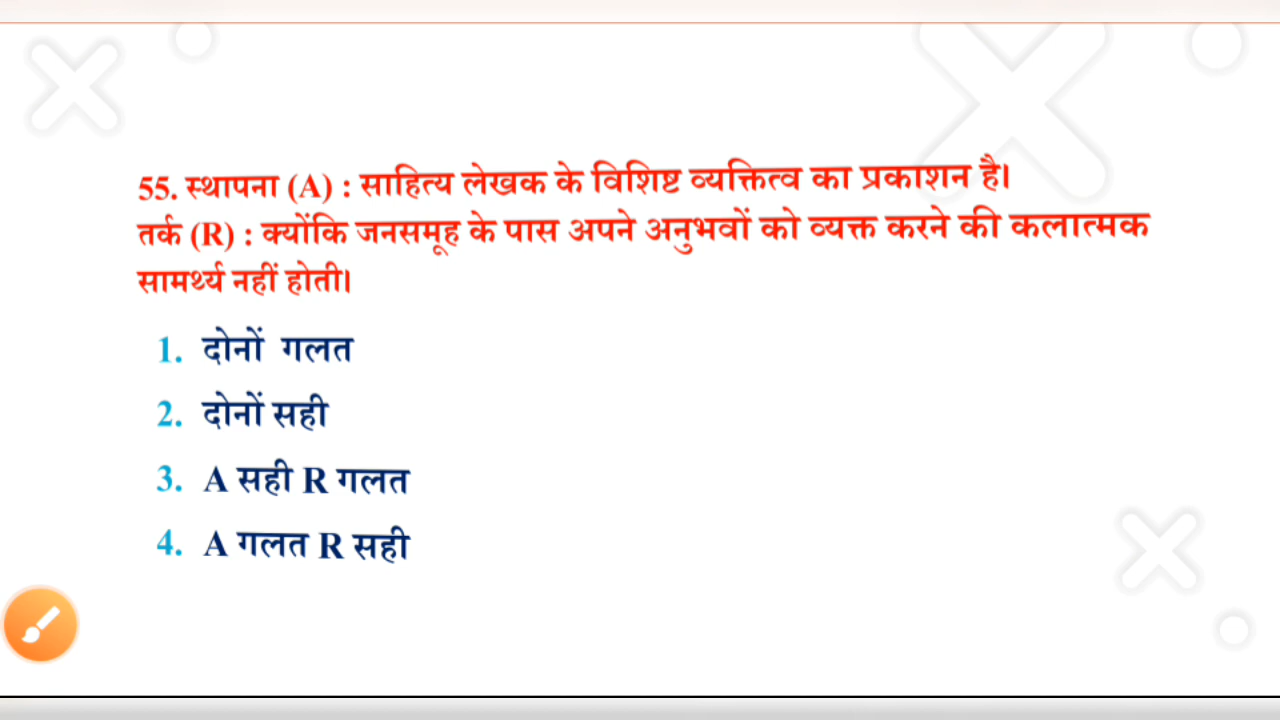 55. स्थापना (A) : साहित्य लेखक के विशिष्ट व्यक्तित्व का प्रकाशन है।
तर्क (R) : क्योंकि जनसमूह के पास अपने अनुभवों को व्यक्त करने की कलात्मक
सामर्थ्य नहीं होती।
1. दोनों गलत
2. दोनों सही
3. A सही R गलत
4. A गलत R सही